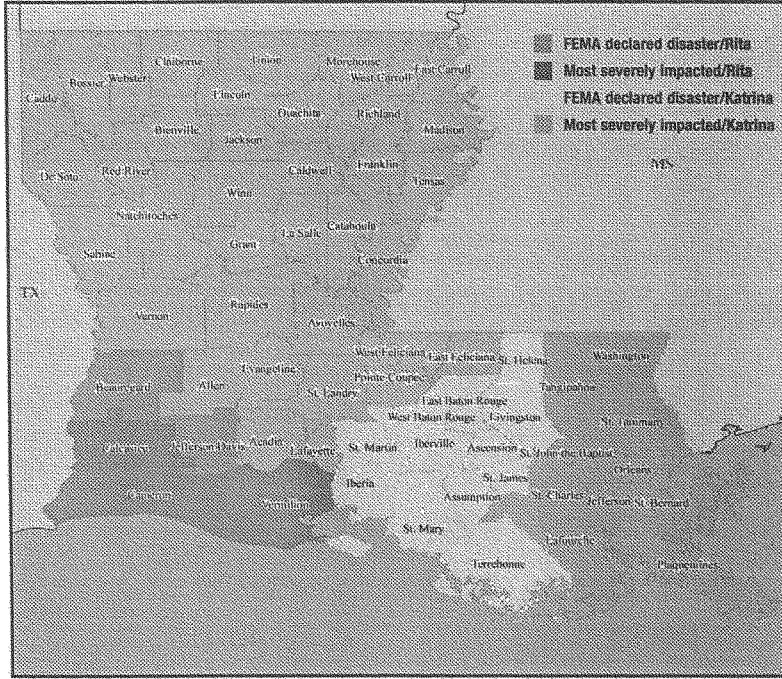 FEMA declared disaster/Rita
Most severely impacted/Rita
FEMA declared disaster/Katrina
Most severely impacted/Katrina
Claiborne
Union
Morehouse
West Carroll
East Carroll
Caddo
Bossier
Webster
Lincoln
Ouachita
Richland
Madison
Bienville
Jackson
MS
De Soto
Red River
Caldwell
Franklin
Tensas
Winn
Natchitoches
Grant
La Salle
Catahoula
Sabine
Concordia
TX
Vernon
Rapides
Avoyelles
West Feliciana
East Feliciana
St. Helena
Washington
Beauregard
Allen
Evangeline
St. Landry
Pointe Coupee
Tangipahoa
East Baton Rouge
West Baton Rouge
Livingston
St. Tammany
Calcasieu
Jefferson Davis
Acadia
Lafayette
St. Martin
Iberville
Ascension
St. John the Baptist
Orleans
Cameron
Vermilion
Iberia
St. James
Assumption
St. Charles
Jefferson
St. Bernard
St. Mary
Lafourche
Terrebonne
Plaquemines